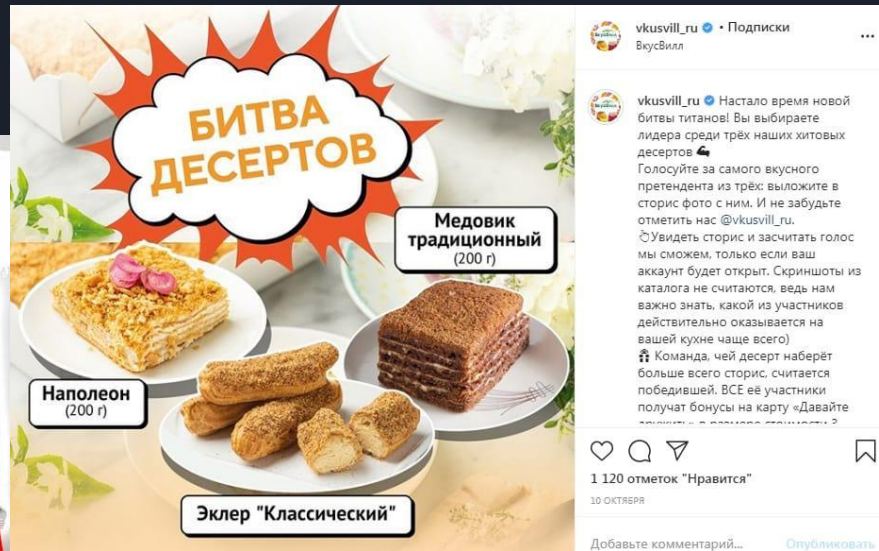 БИТВА
ДЕСЕРТОВ
Медовик
традиционный
(200 г)
Наполеон
(200 г)
Эклер "Классический"
vkusvill_ru • Подписки
ВкусВилл
vkusvill_ru Настало время новой
битвы титанов! Вы выбираете
лидера среди трёх наших хитовых
десертов
Голосуйте за самого вкусного
претендента из трёх: выложите в
сторис фото с ним. И не забудьте
отметить нас @vkusvill_ru.
Увидеть сторис и засчитать голос
мы сможем, только если ваш
аккаунт будет открыт. Скриншоты из
каталога не считаются, ведь нам
важно знать, какой из участников
действительно оказывается на
вашей кухне чаще всего)
Команда, чей десерт наберёт
больше всего сторис, считается
победившей. ВСЕ её участники
получат бонусы на карту «Давайте
1 120 отметок "Нравится"
10 ОКТЯБРЯ
Добавьте комментарий...
Опубликовать